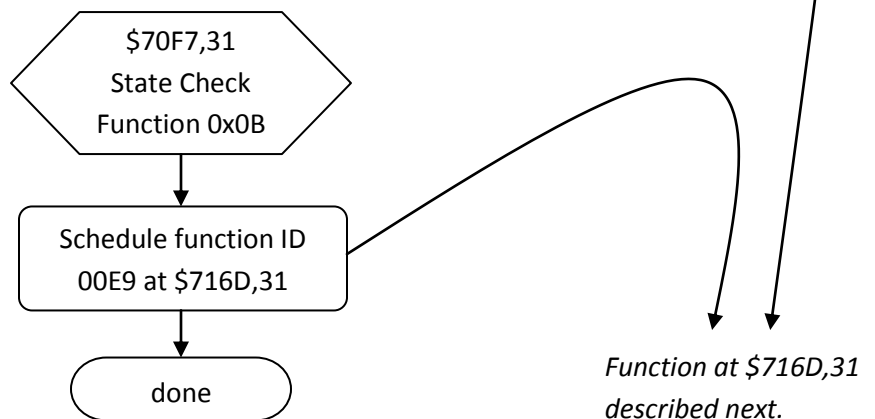 $70F7,31
State Check
Function 0x0B
Schedule function ID
00E9 at $716D,31
done
Function at $716D,31
described next.